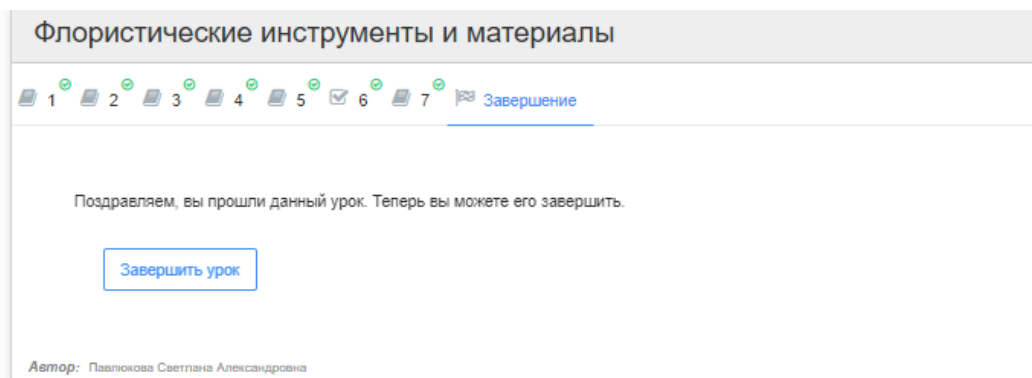 Флористические инструменты и материалы
1 2 3 4 5 6 7 Завершение
Поздравляем, вы прошли данный урок. Теперь вы можете его завершить.
Завершить урок
Автор: Павлюкова Светлана Александровна